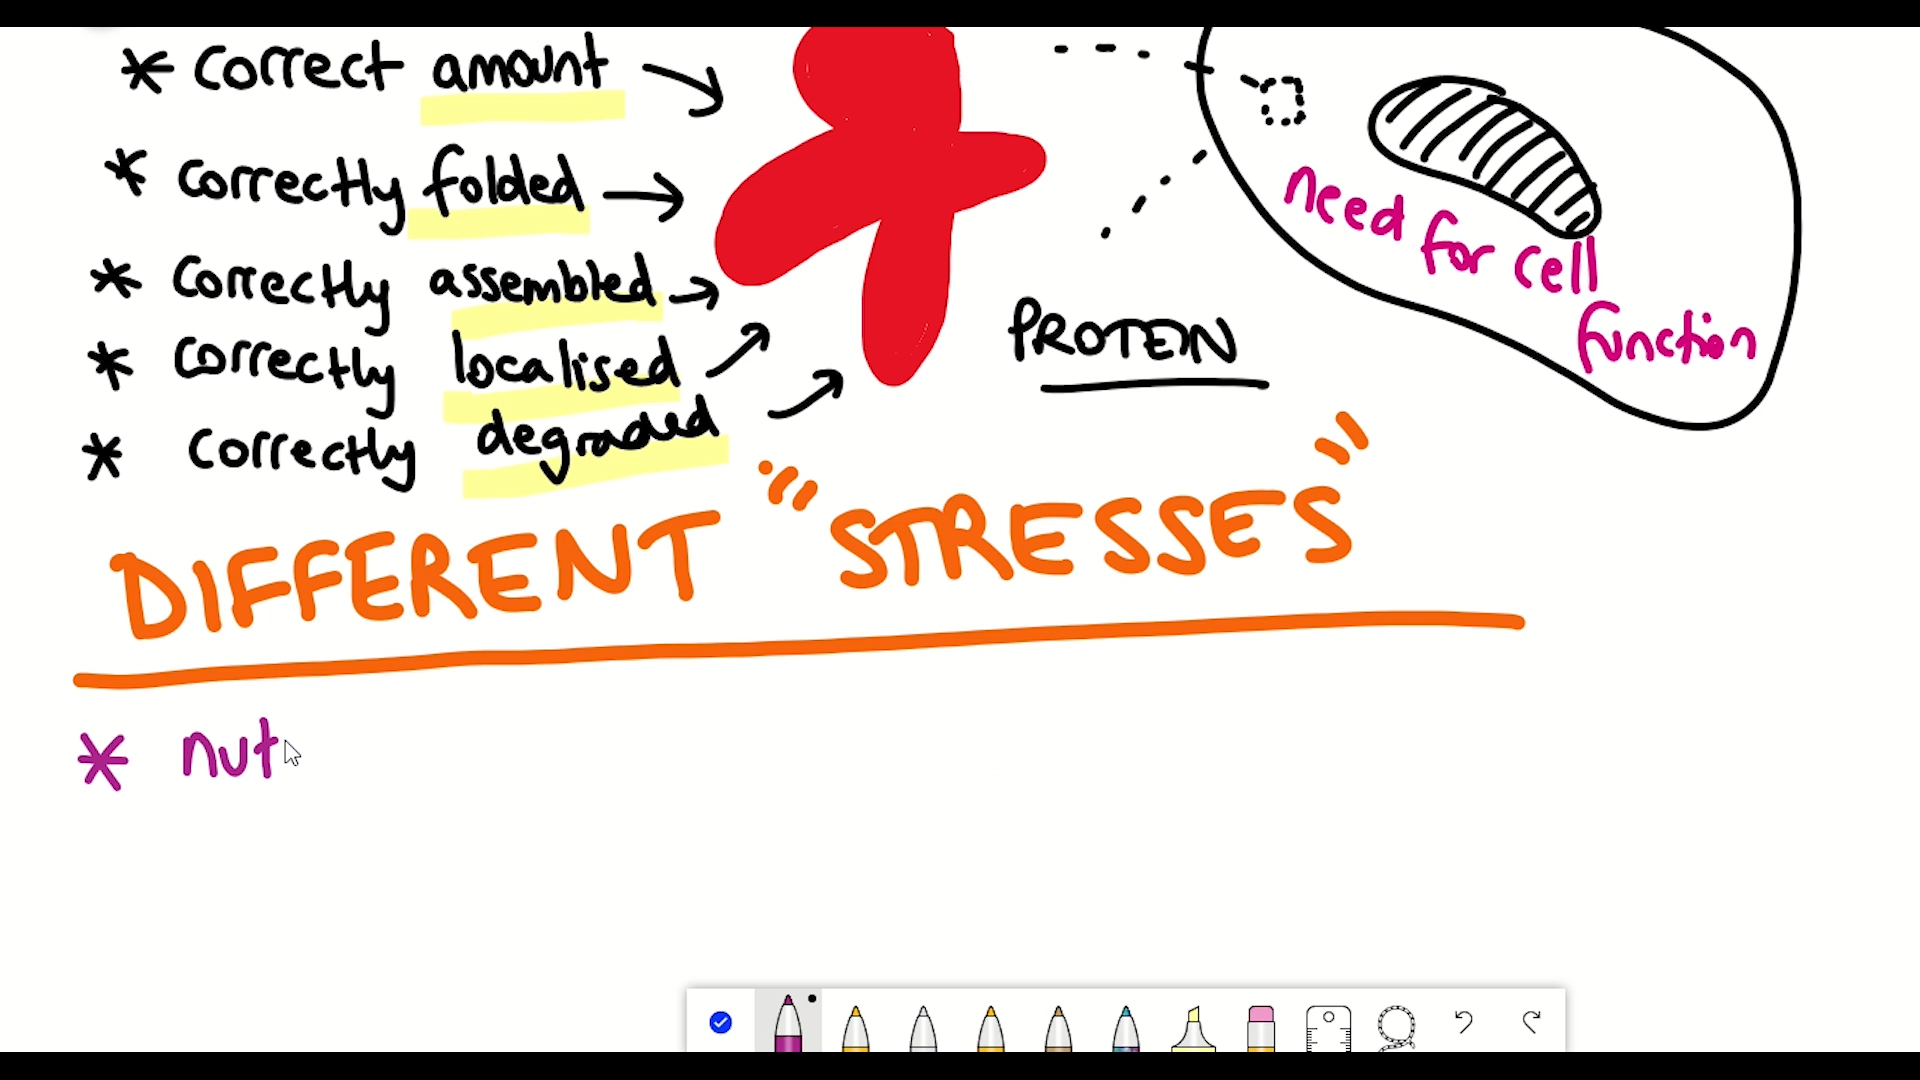 * correct amount →
* correctly folded →
* correctly assembled →
* correctly localised →
* correctly degraded →
need for cell
function
PROTEIN
DIFFERENT "STRESSES"
* nut